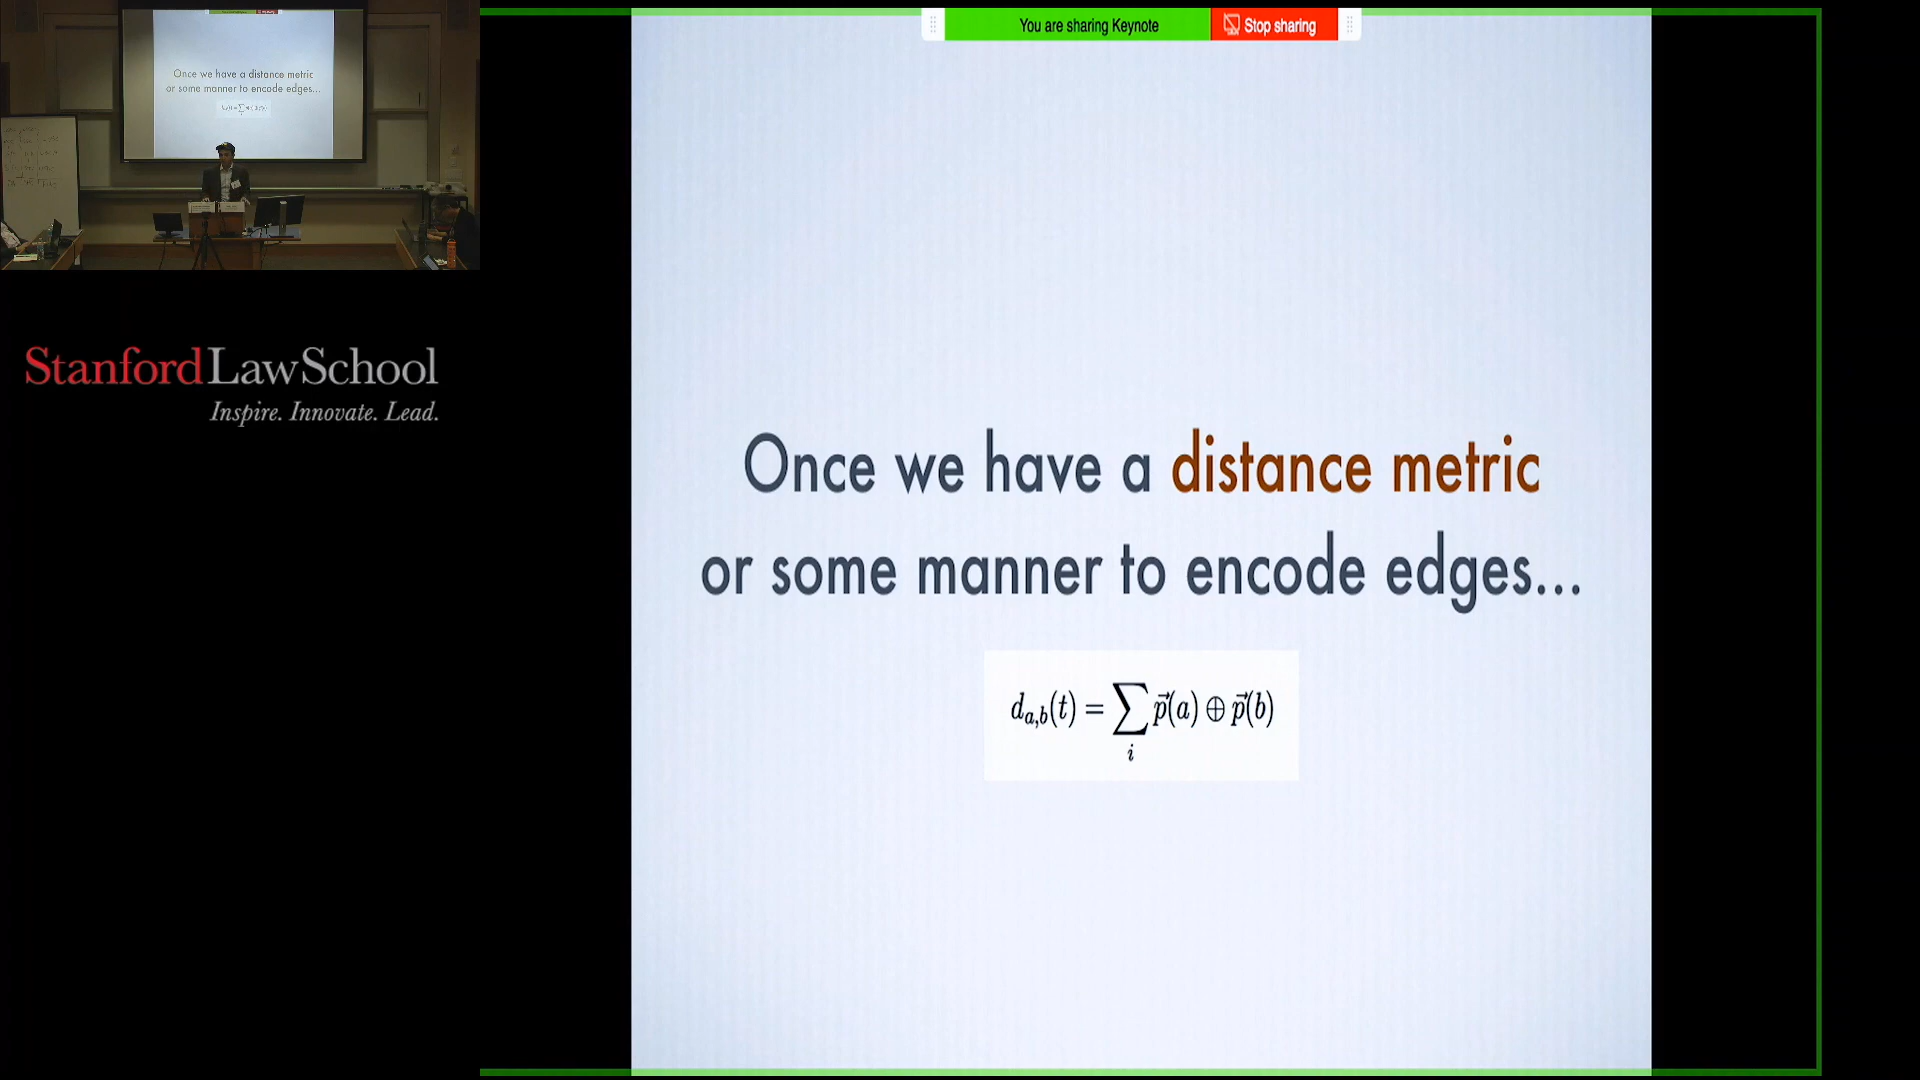 You are sharing Keynote
Stop sharing
Once we have a distance metric
or some manner to encode edges...
Stanford Law School
Inspire. Innovate. Lead.
Once we have a distance metric
or some manner to encode edges...
d_{a,b}(t) = ∑_i p⃗(a) ⊕ p⃗(b)